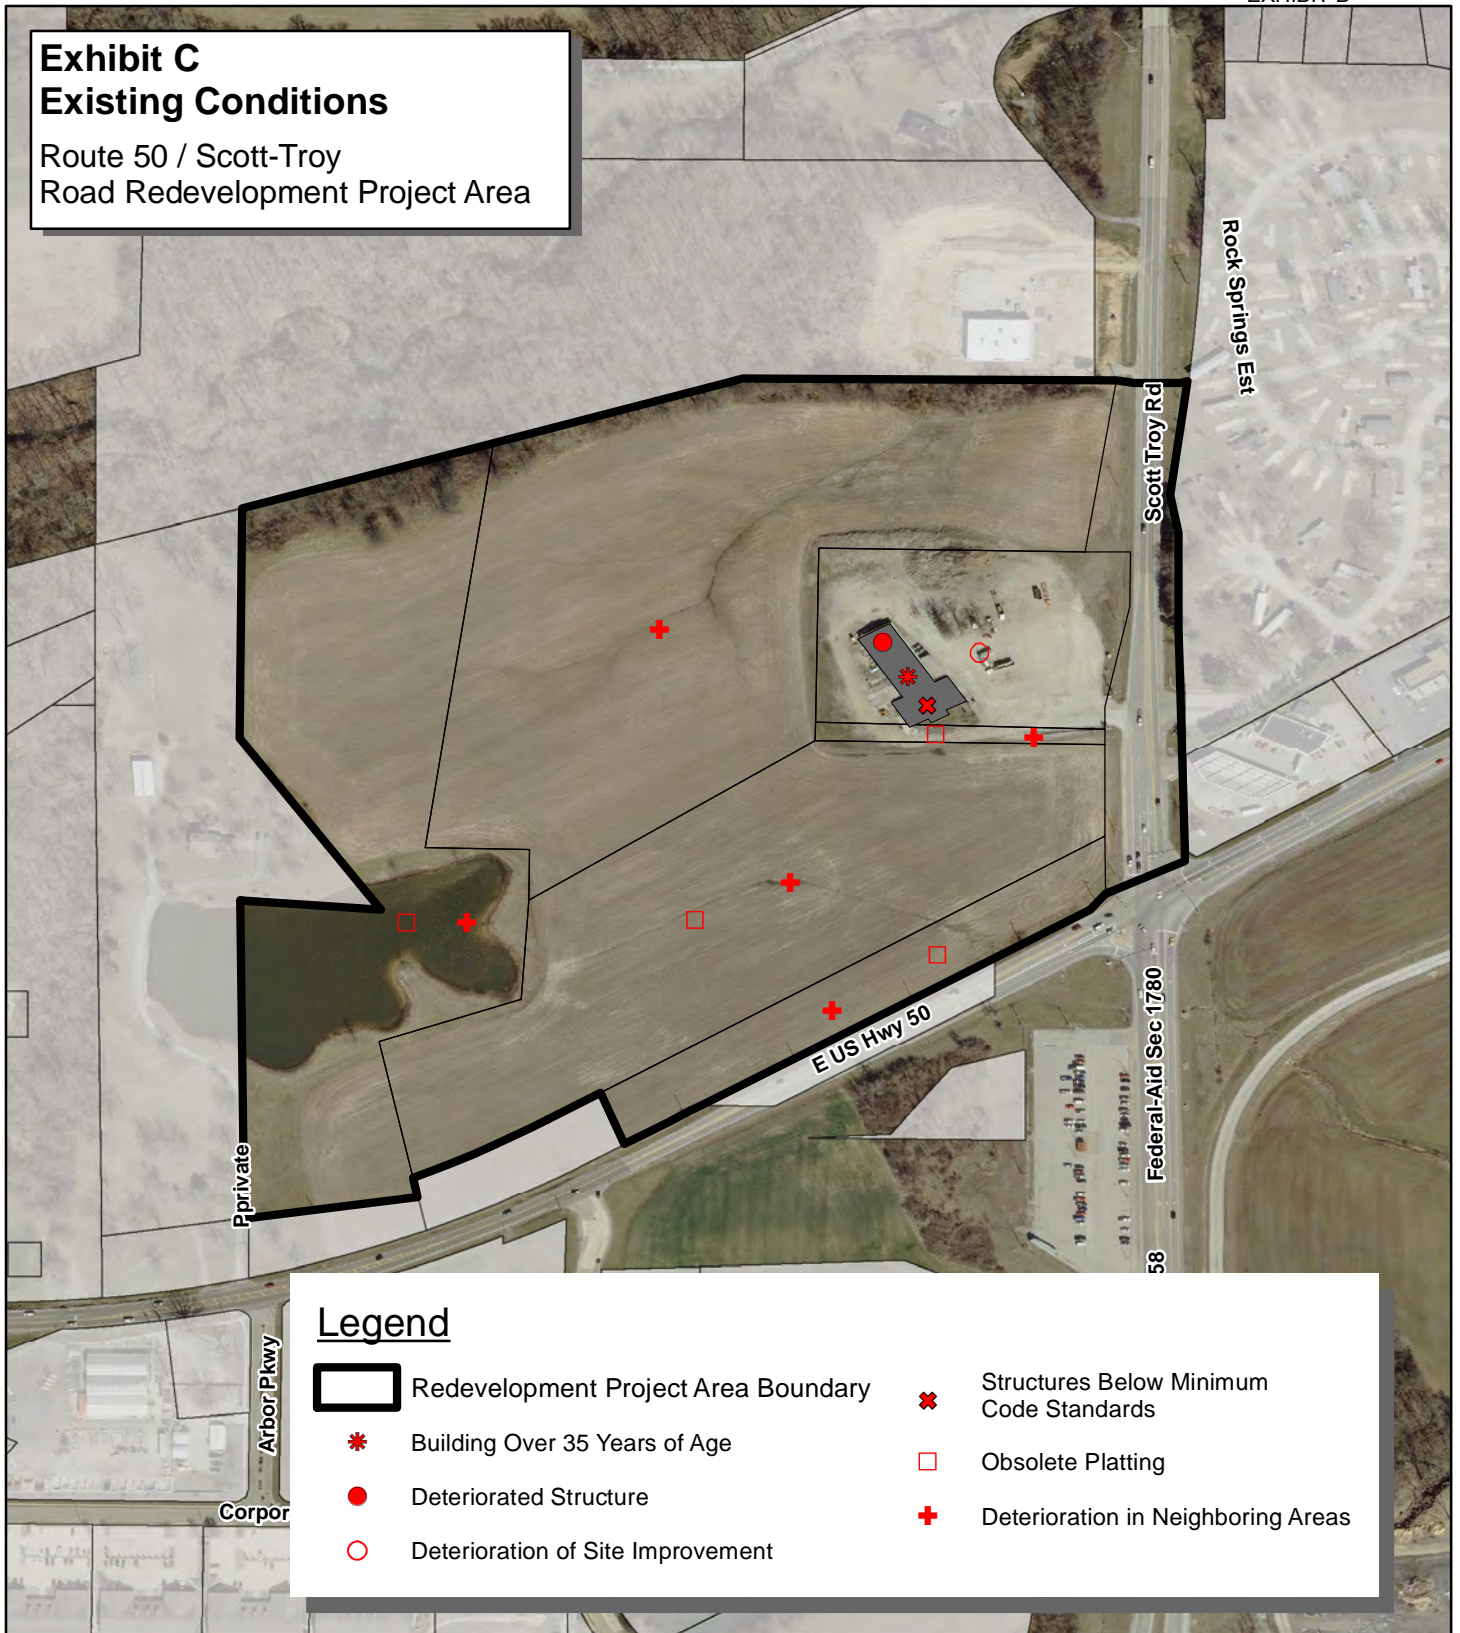 Exhibit C
Existing Conditions
Route 50 / Scott-Troy
Road Redevelopment Project Area
Rock Springs Est
Scott Troy Rd
E US Hwy 50
Federal-Aid Sec 1780
58
Pprivate
Arbor Pkwy
Corpor
Legend
Redevelopment Project Area Boundary
Building Over 35 Years of Age
Deteriorated Structure
Deterioration of Site Improvement
Structures Below Minimum
Code Standards
Obsolete Platting
Deterioration in Neighboring Areas